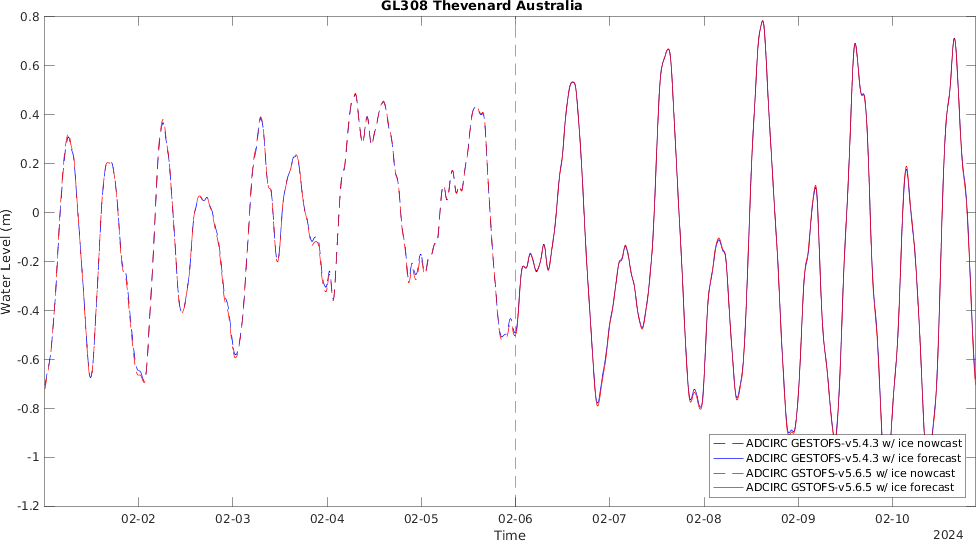 GL308 Thevenard Australia
0.8
0.6
0.4
0.2
0
-0.2
-0.4
-0.6
-0.8
-1
-1.2
Water Level (m)
ADCIRC GESTOFS-v5.4.3 w/ ice nowcast
ADCIRC GESTOFS-v5.4.3 w/ ice forecast
ADCIRC GSTOFS-v5.6.5 w/ ice nowcast
ADCIRC GSTOFS-v5.6.5 w/ ice forecast
02-02 02-03 02-04 02-05 02-06 02-07 02-08 02-09 02-10
Time
2024